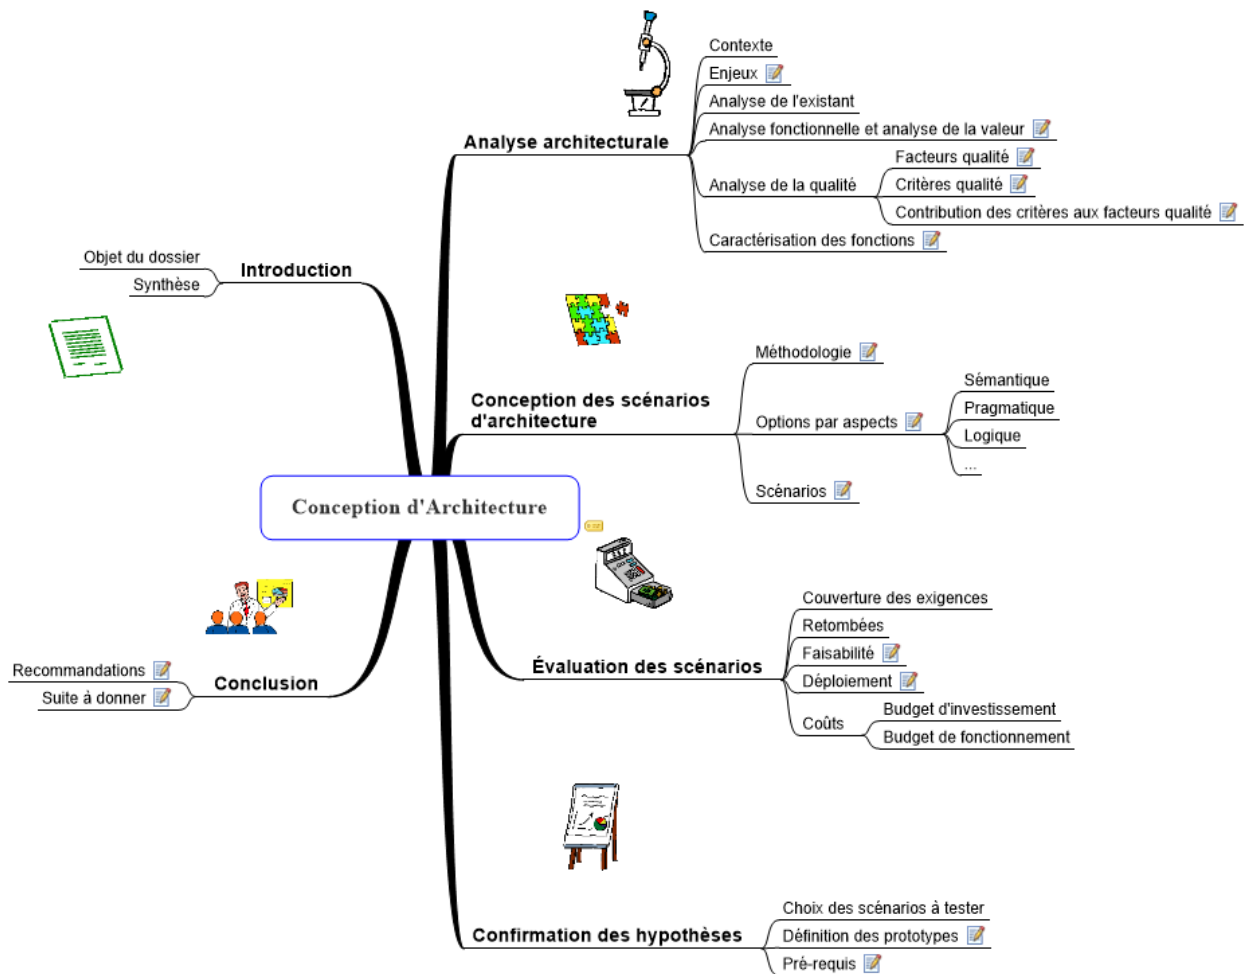 Contexte
Enjeux
Analyse de l'existant
Analyse fonctionnelle et analyse de la valeur
Analyse architecturale
Facteurs qualité
Analyse de la qualité
Critères qualité
Contribution des critères aux facteurs qualité
Caractérisation des fonctions
Objet du dossier
Introduction
Synthèse
Méthodologie
Conception des scénarios
d'architecture
Options par aspects
Sémantique
Pragmatique
Logique
...
Scénarios
Conception d'Architecture
Couverture des exigences
Retombées
Évaluation des scénarios
Faisabilité
Déploiement
Coûts
Budget d'investissement
Budget de fonctionnement
Recommandations
Conclusion
Suite à donner
Choix des scénarios à tester
Confirmation des hypothèses
Définition des prototypes
Pré-requis